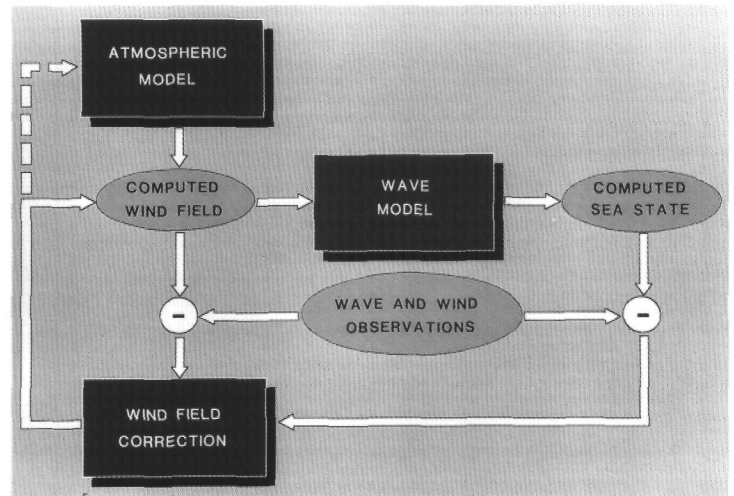 ATMOSPHERIC
MODEL
COMPUTED
WIND FIELD
WAVE
MODEL
COMPUTED
SEA STATE
WAVE AND WIND
OBSERVATIONS
-
-
WIND FIELD
CORRECTION